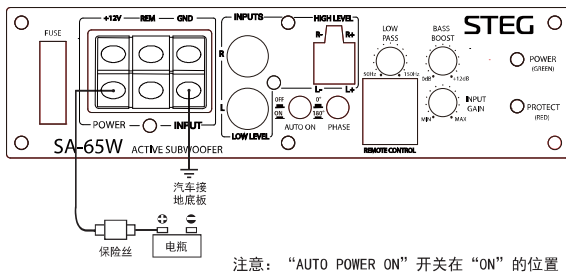 +12V REM GND
INPUTS
HIGH LEVEL
FUSE
R- R+
R
L
L- L+
LOW LEVEL
POWER INPUT
OFF
ON
AUTO ON
0°
180°
PHASE
LOW
PASS
50Hz 150Hz
BASS
BOOST
0dB +12dB
STEG
POWER
(GREEN)
INPUT
GAIN
MIN MAX
PROTECT
(RED)
REMOTE CONTROL
SA-65W ACTIVE SUBWOOFER
汽车接
地底板
保险丝
电瓶
注意: “AUTO POWER ON”开关在“ON”的位置